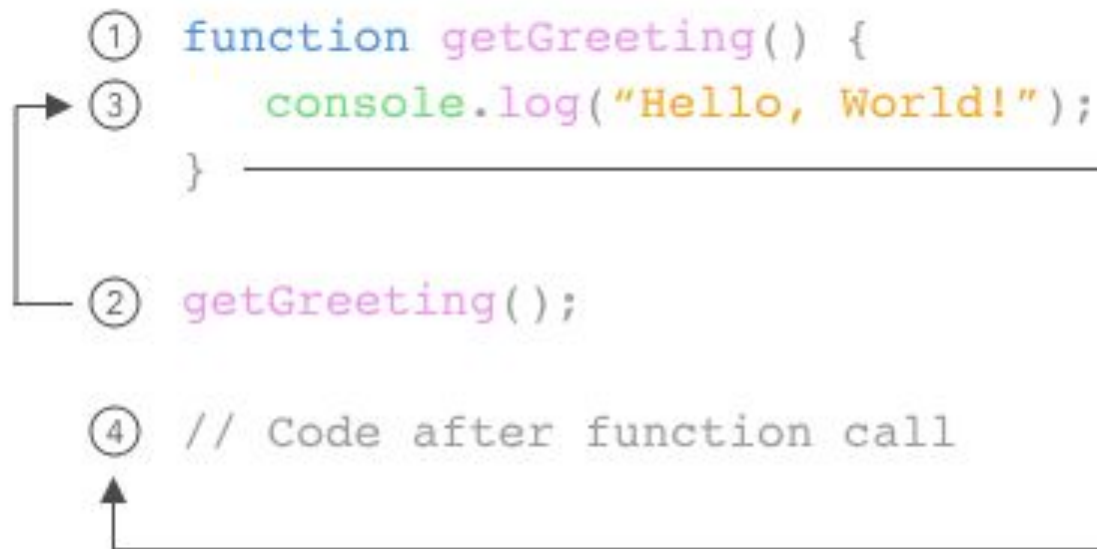 ① function getGreeting() {
③ console.log(“Hello, World!”);
}
② getGreeting();
④ // Code after function call